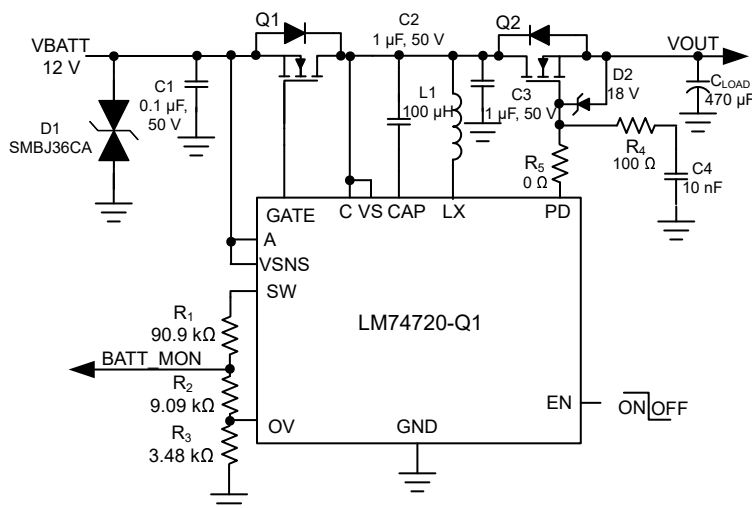 Q1
C2
1 µF, 50 V
Q2
VBATT
12 V
VOUT
C1
0.1 µF,
50 V
L1
100 µH
C3
1 µF, 50 V
D2
18 V
CLOAD
470 µF
D1
SMBJ36CA
R5
0 Ω
R4
100 Ω
C4
10 nF
GATE
C VS CAP
LX
PD
A
VSNS
SW
R1
90.9 kΩ
LM74720-Q1
BATT_MON
R2
9.09 kΩ
EN
ON OFF
OV
GND
R3
3.48 kΩ